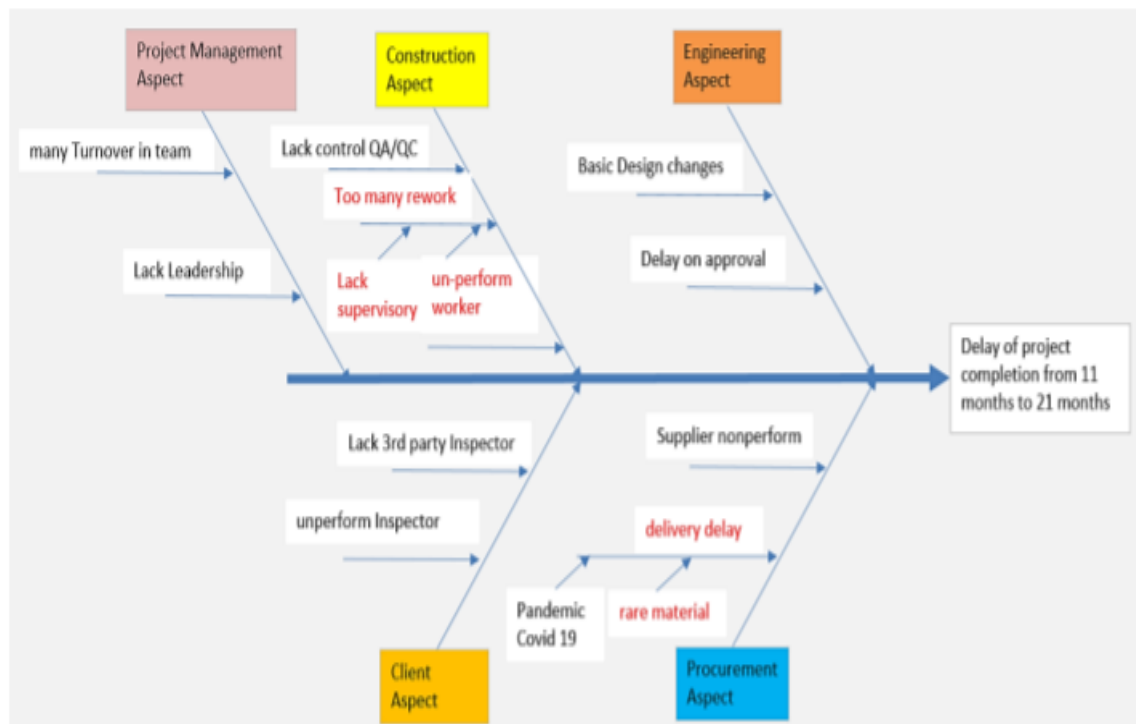 Project Management
Aspect
Construction
Aspect
Engineering
Aspect
many Turnover in team
Lack control QA/QC
Basic Design changes
Too many rework
Lack Leadership
Lack
supervisory
un-perform
worker
Delay on approval
Delay of project
completion from 11
months to 21 months
Lack 3rd party Inspector
Supplier nonperform
unperform Inspector
delivery delay
Pandemic
Covid 19
rare material
Client
Aspect
Procurement
Aspect